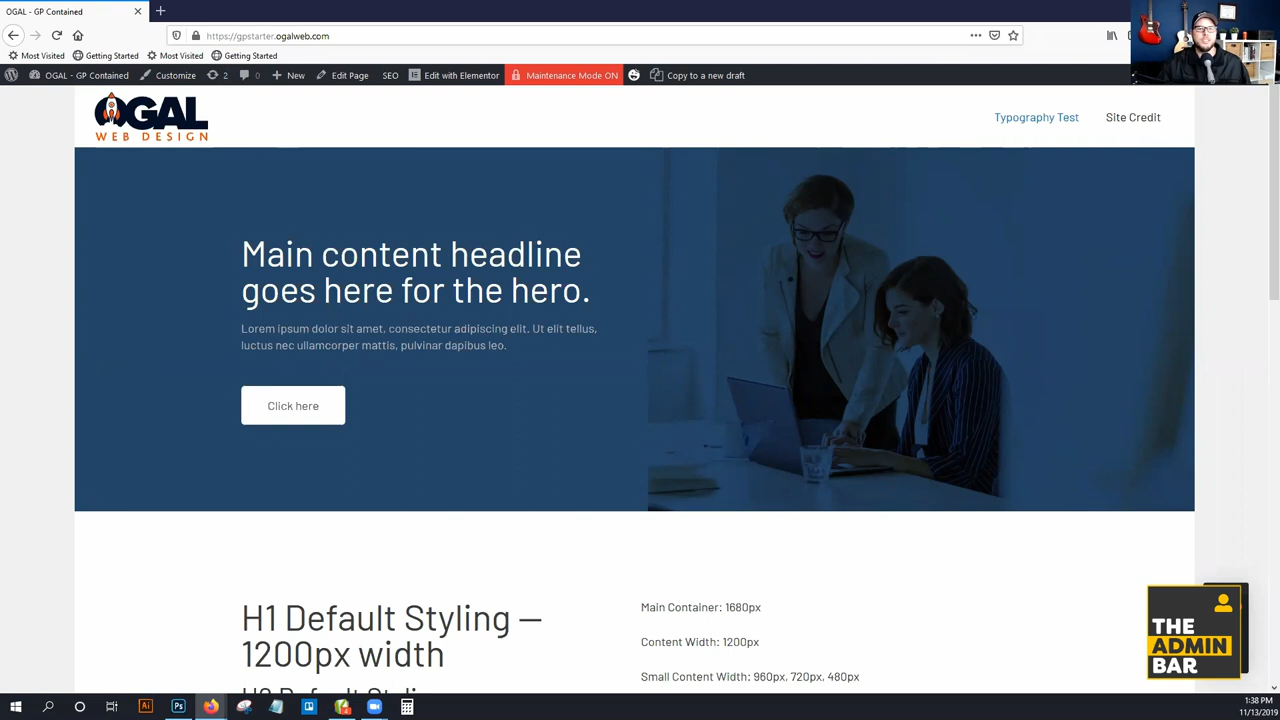 OGAL - GP Contained
https://gpstarter.ogalweb.com
Most Visited
Getting Started
Most Visited
Getting Started
OGAL - GP Contained
Customize
2
0
New
Edit Page
SEO
Edit with Elementor
Maintenance Mode ON
Copy to a new draft
OGAL
WEB DESIGN
Typography Test
Site Credit
Main content headline
goes here for the hero.
Lorem ipsum dolor sit amet, consectetur adipiscing elit. Ut elit tellus,
luctus nec ullamcorper mattis, pulvinar dapibus leo.
Click here
H1 Default Styling —
1200px width
Main Container: 1680px
Content Width: 1200px
Small Content Width: 960px, 720px, 480px
THE
ADMIN
BAR
Ai
Ps
1:38 PM
11/13/2019